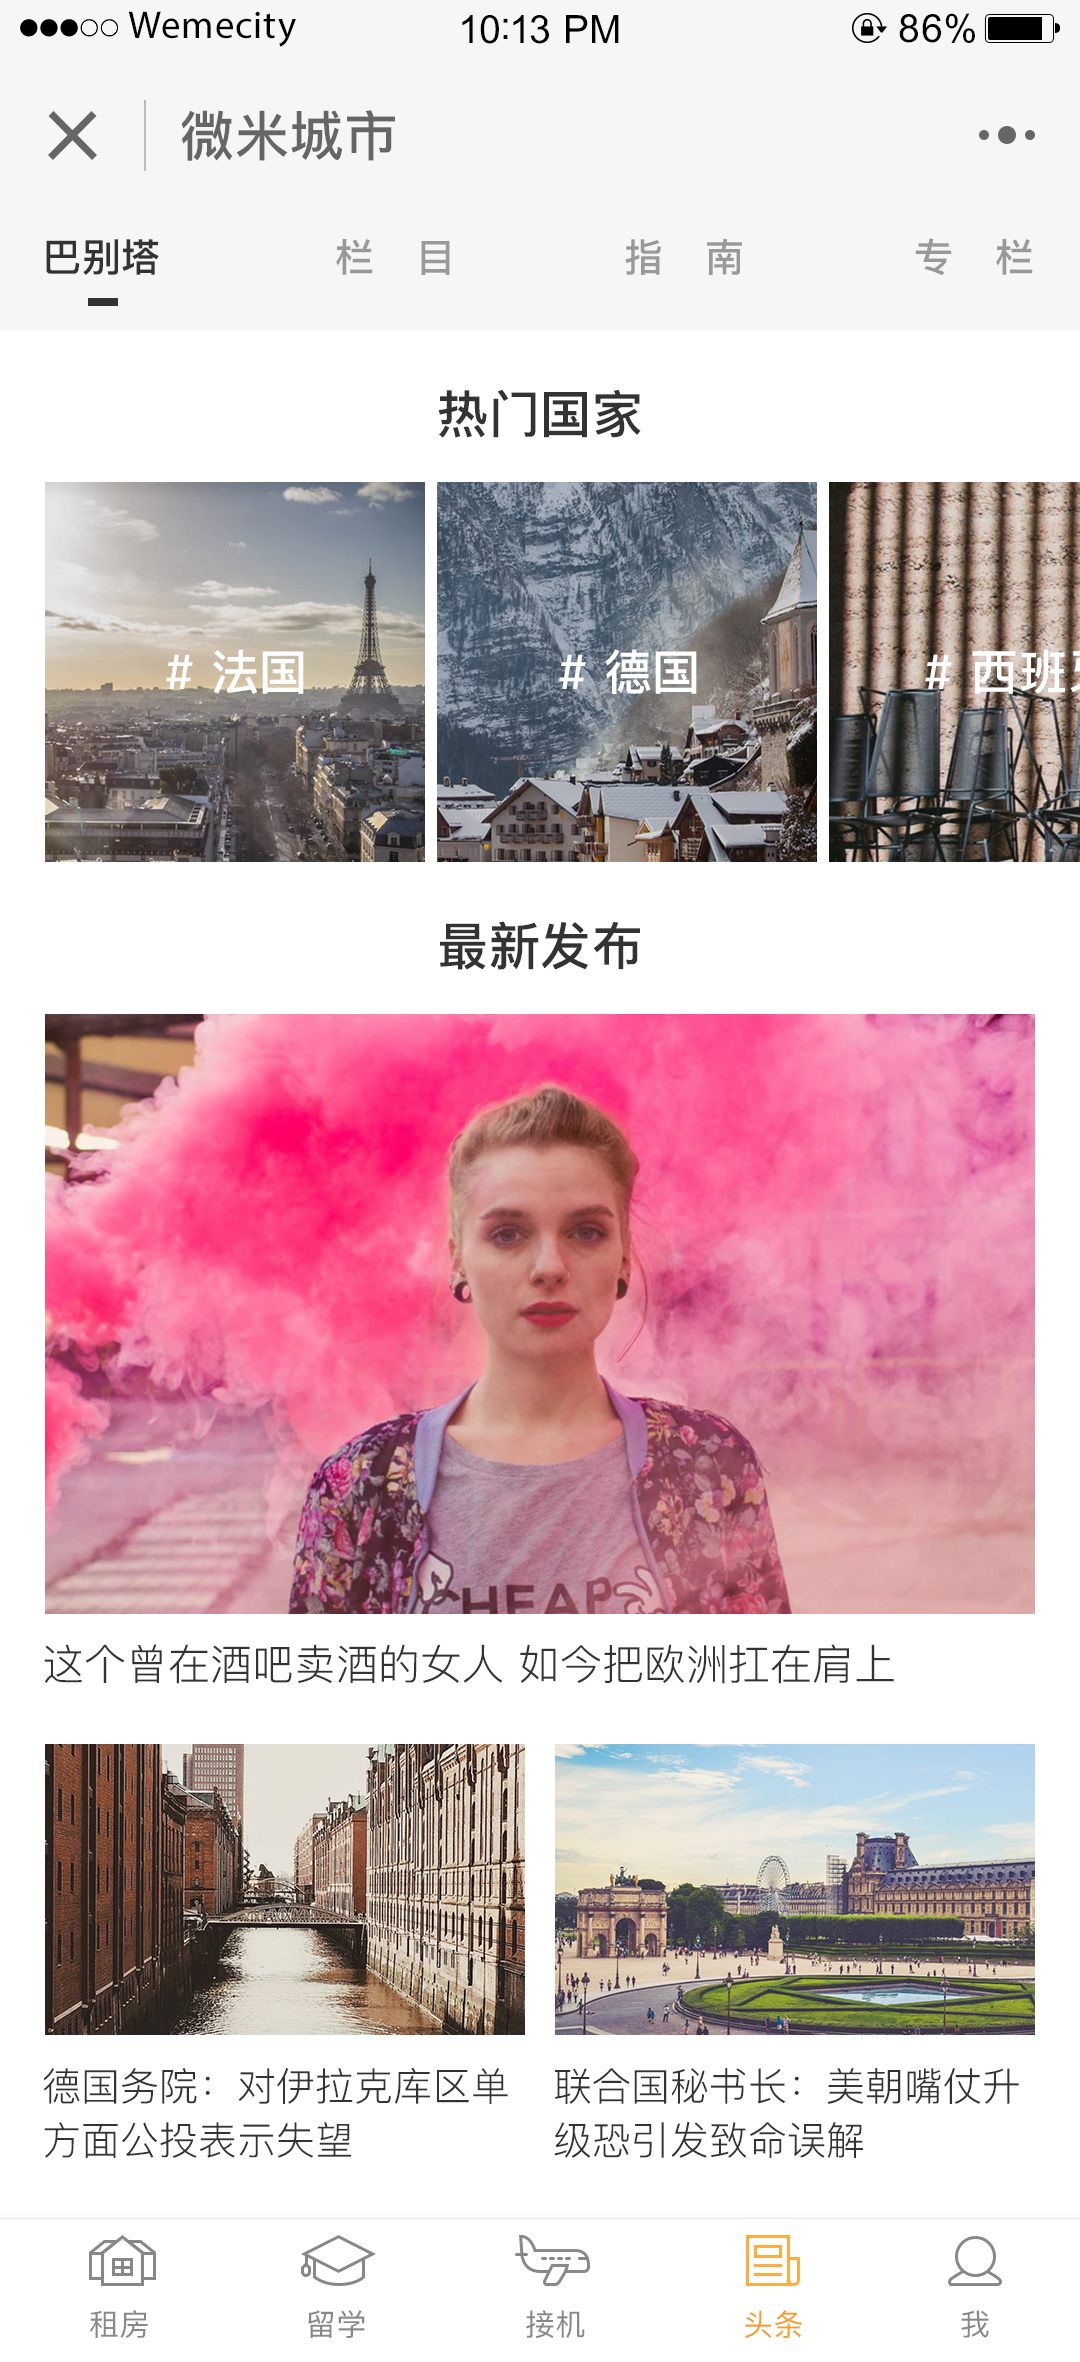 Wemecity 10:13 PM 86%
微米城市
巴别塔 栏目 指南 专栏
热门国家
# 法国 # 德国 # 西班牙
最新发布
CHEAP
这个曾在酒吧卖酒的女人 如今把欧洲扛在肩上
德国务院：对伊拉克库区单
方面公投表示失望
联合国秘书长：美朝嘴仗升
级恐引发致命误解
租房 留学 接机 头条 我